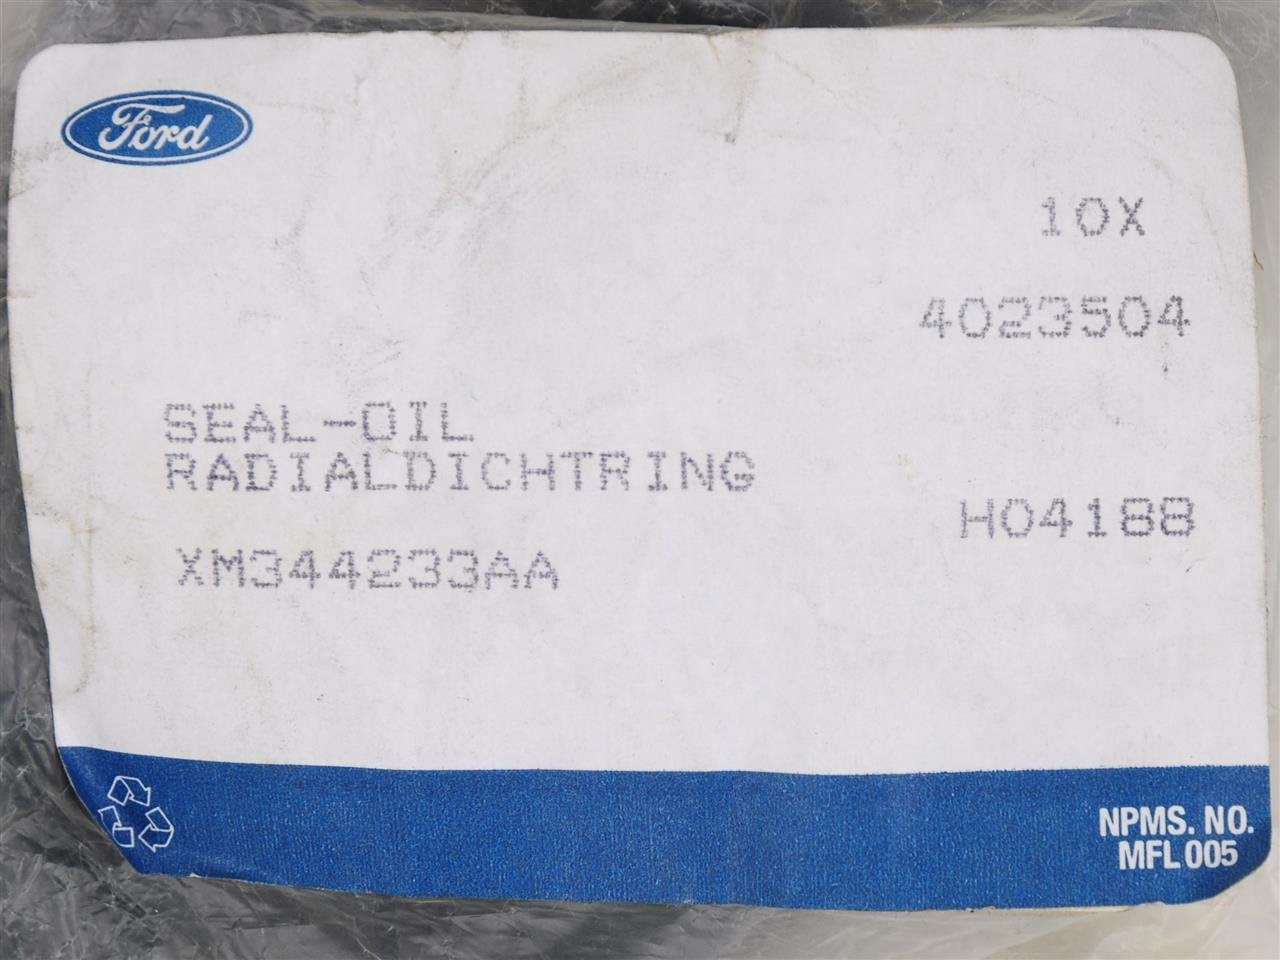 Ford
10X
4023504
SEAL-OIL
RADIALDICHTRING
H04188
XM344233AA
NPMS. NO.
MFL 005